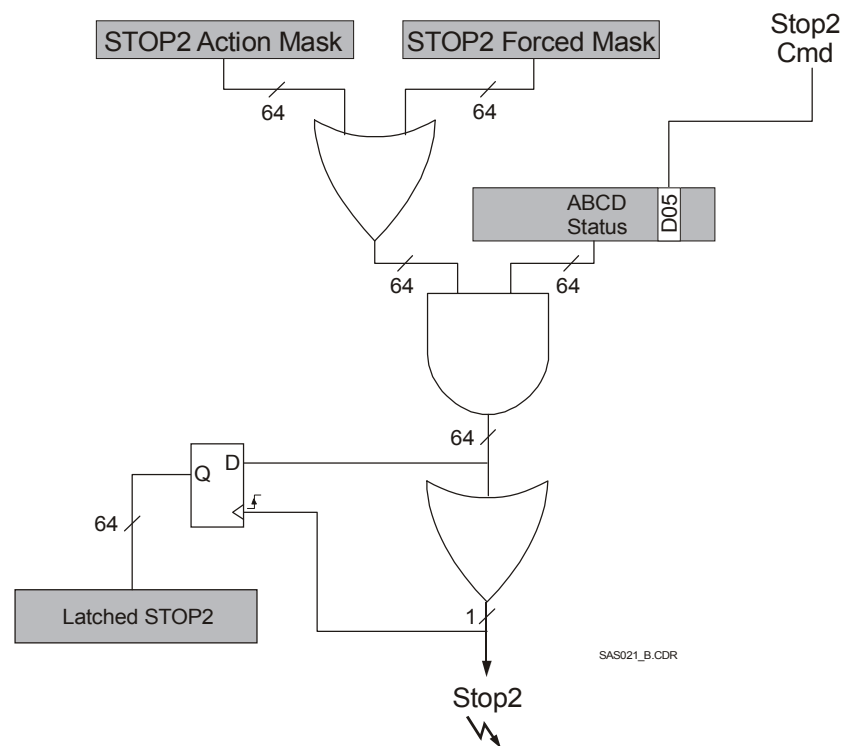 STOP2 Action Mask
STOP2 Forced Mask
Stop2
Cmd
64
64
ABCD
Status
D05
64
64
64
D
Q
64
Latched STOP2
1
SAS021_B.CDR
Stop2